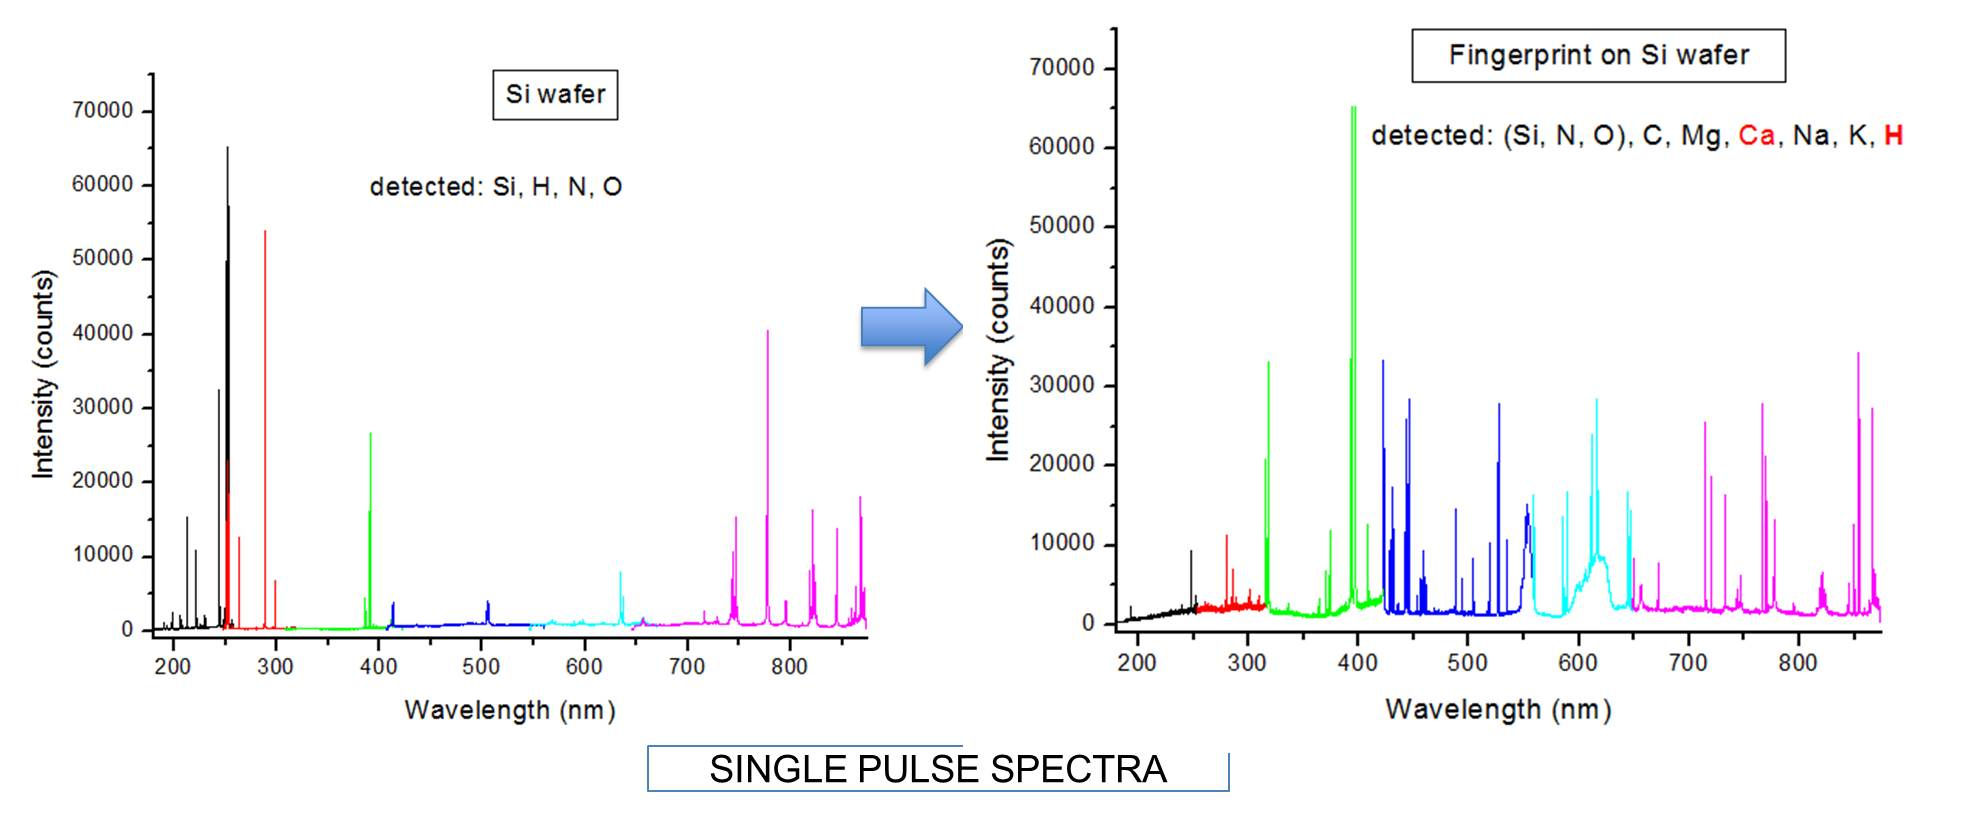 Si wafer
detected: Si, H, N, O
Intensity (counts)
70000
60000
50000
40000
30000
20000
10000
0
200 300 400 500 600 700 800
Wavelength (nm)
Fingerprint on Si wafer
detected: (Si, N, O), C, Mg, Ca, Na, K, H
Intensity (counts)
70000
60000
50000
40000
30000
20000
10000
0
200 300 400 500 600 700 800
Wavelength (nm)
SINGLE PULSE SPECTRA